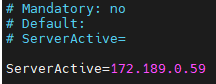 # Mandatory: no
# Default:
# ServerActive=
ServerActive=172.189.0.59